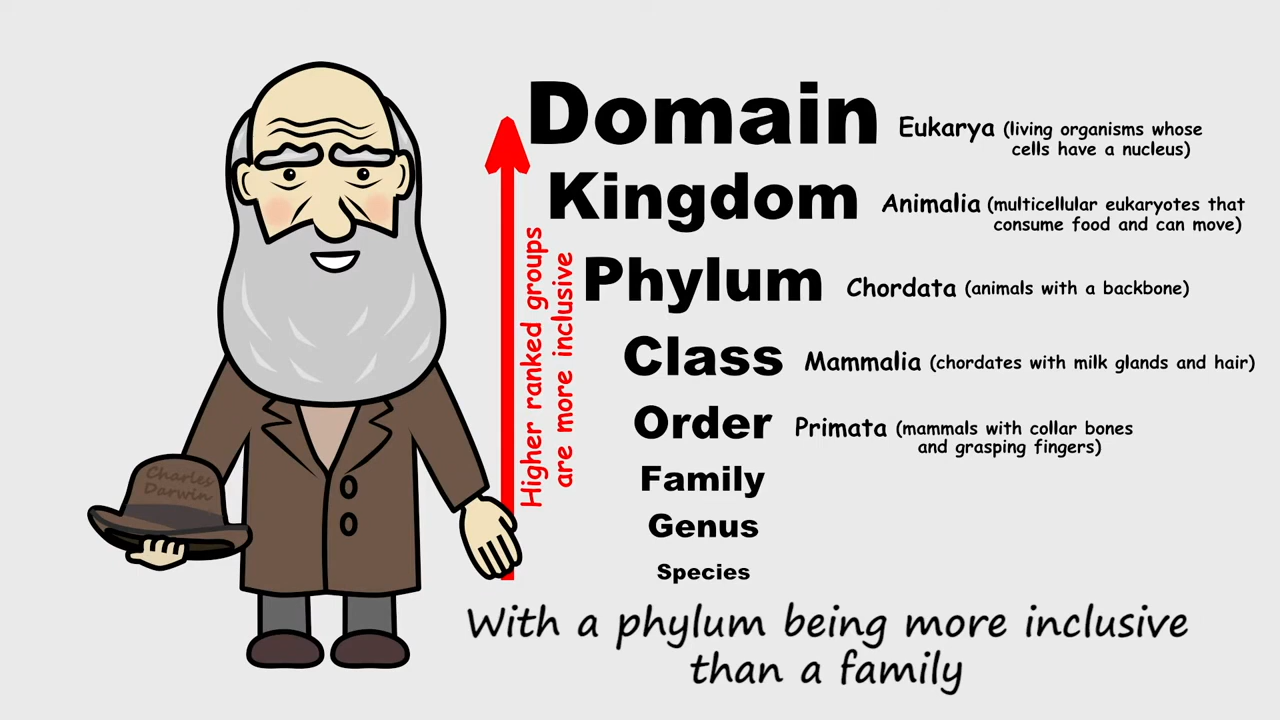 Domain Eukarya (living organisms whose
cells have a nucleus)
Kingdom Animalia (multicellular eukaryotes that
consume food and can move)
Phylum Chordata (animals with a backbone)
Class Mammalia (chordates with milk glands and hair)
Order Primata (mammals with collar bones
and grasping fingers)
Family
Genus
Species
Higher ranked groups
are more inclusive
Charles
Darwin
With a phylum being more inclusive
than a family